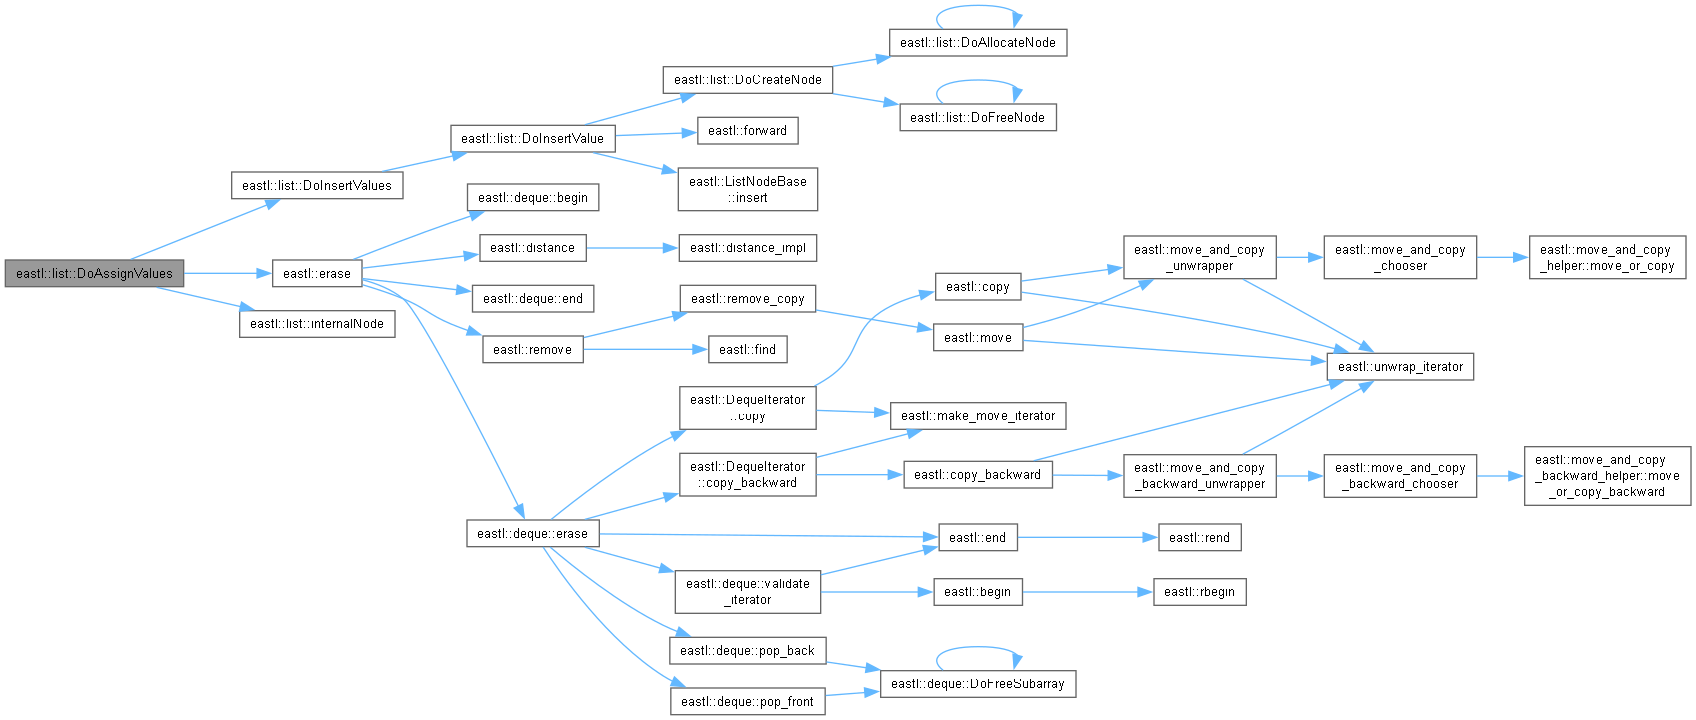 eastl::list::DoAllocateNode
eastl::list::DoCreateNode
eastl::list::DoFreeNode
eastl::list::DoInsertValue
eastl::forward
eastl::list::DoInsertValues
eastl::ListNodeBase
::insert
eastl::deque::begin
eastl::distance
eastl::distance_impl
eastl::list::DoAssignValues
eastl::erase
eastl::deque::end
eastl::list::internalNode
eastl::remove_copy
eastl::remove
eastl::find
eastl::copy
eastl::move
eastl::move_and_copy
_unwrapper
eastl::move_and_copy
_chooser
eastl::move_and_copy
_helper::move_or_copy
eastl::unwrap_iterator
eastl::DequeIterator
::copy
eastl::make_move_iterator
eastl::DequeIterator
::copy_backward
eastl::copy_backward
eastl::move_and_copy
_backward_unwrapper
eastl::move_and_copy
_backward_chooser
eastl::move_and_copy
_backward_helper::move
_or_copy_backward
eastl::deque::erase
eastl::end
eastl::rend
eastl::deque::validate
_iterator
eastl::begin
eastl::rbegin
eastl::deque::pop_back
eastl::deque::DoFreeSubarray
eastl::deque::pop_front